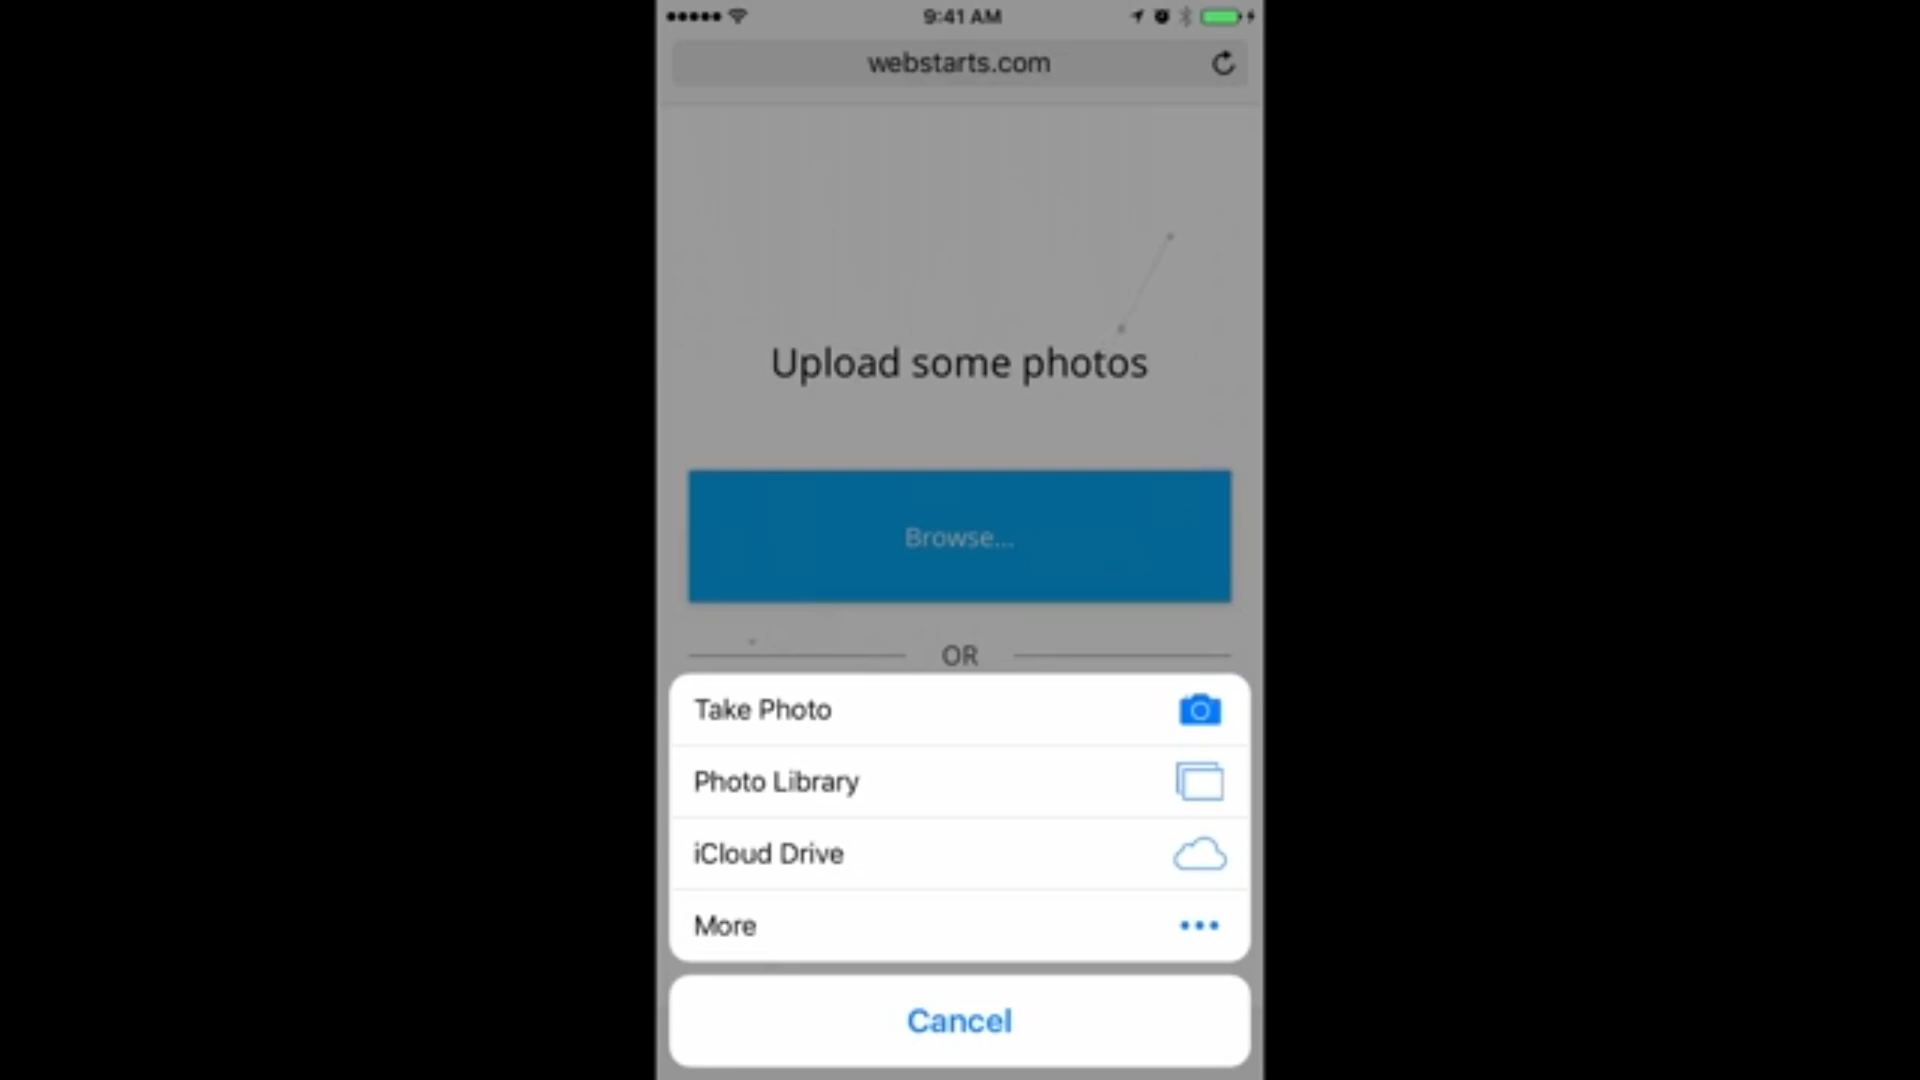 9:41 AM
webstarts.com
Upload some photos
Browse...
OR
Take Photo
Photo Library
iCloud Drive
More
Cancel